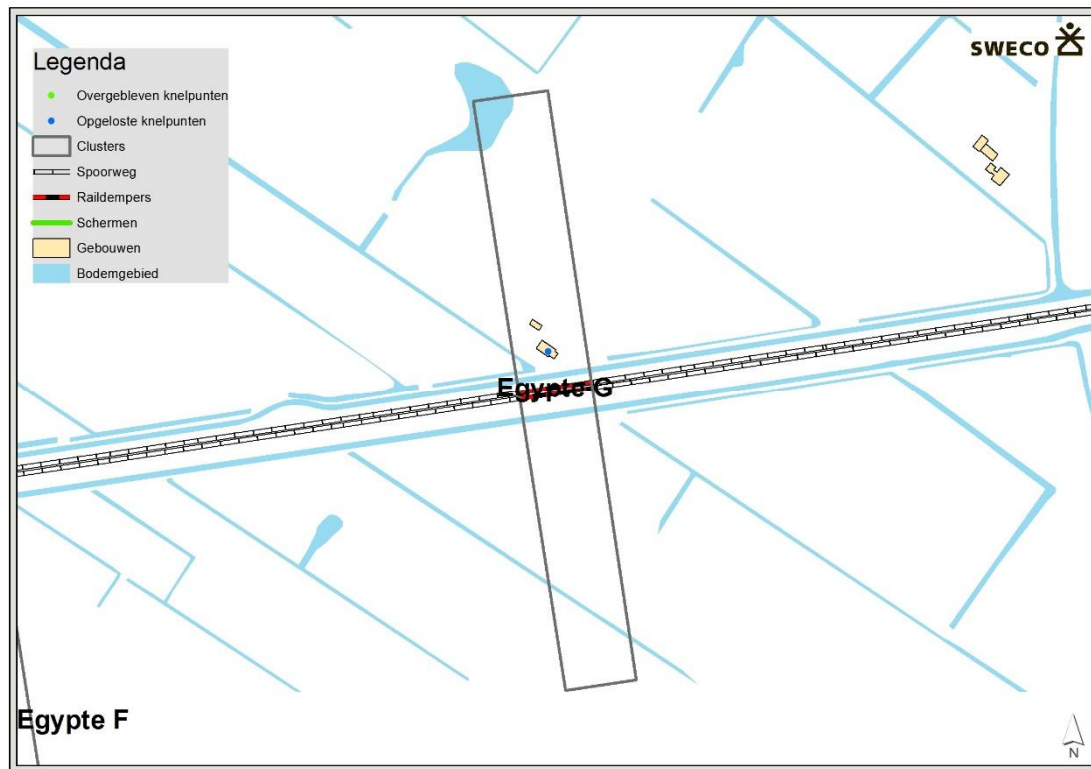 SWECO
Legenda
Overgebleven knelpunten
Opgeloste knelpunten
Clusters
Spoorweg
Raildempers
Schermen
Gebouwen
Bodemgebied
Egypte G
Egypte F
N